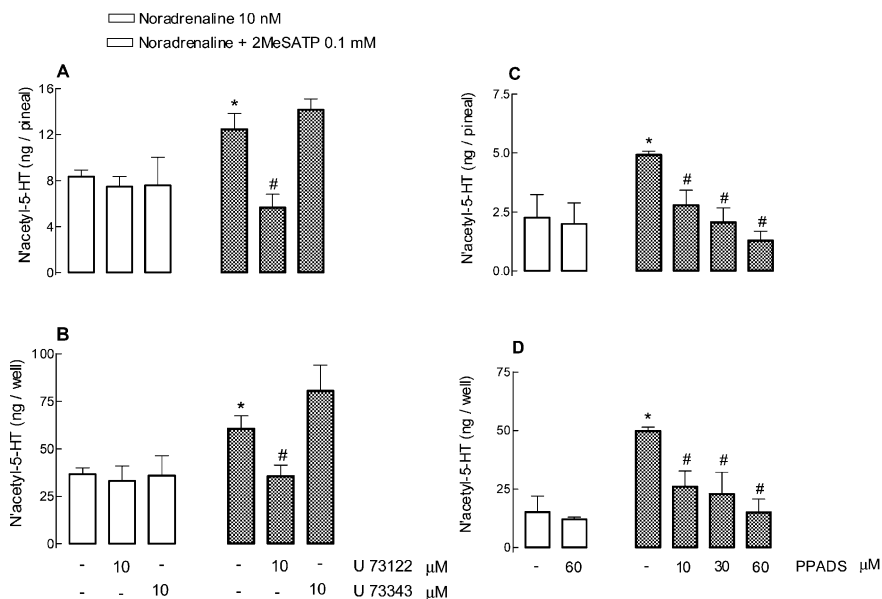 Noradrenaline 10 nM
Noradrenaline + 2MeSATP 0.1 mM
A
N'acetyl-5-HT (ng / pineal)
16
12
8
4
0
*
#
B
N'acetyl-5-HT (ng / well)
100
75
50
25
0
*
#
- 10 - - 10 - U 73122 μM
- - 10 - - 10 U 73343 μM
C
N'acetyl-5-HT (ng / pineal)
7.5
5.0
2.5
0.0
*
#
#
#
D
N'acetyl-5-HT (ng / well)
75
50
25
0
*
#
#
#
- 60 - 10 30 60 PPADS μM